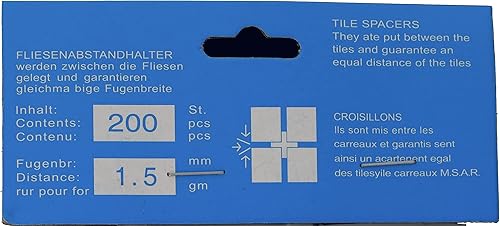 TILE SPACERS
They ate put between the
tiles and guarantee an
equal distance of the tiles
FLIESENABSTANDHALTER
werden zwischen die Fliesen
gelegt und garantieren
gleichma bige Fugenbreite
Inhalt: St.
Contents: 200 pcs
Contenu: pcs
Fugenbr: mm
Distance: 1.5
rur pour for gm
CROISILLONS
Ils sont mis entre les
carreaux et garantis sent
ainsi un acartenent egal
des tilesyile carreaux M.S.A.R.